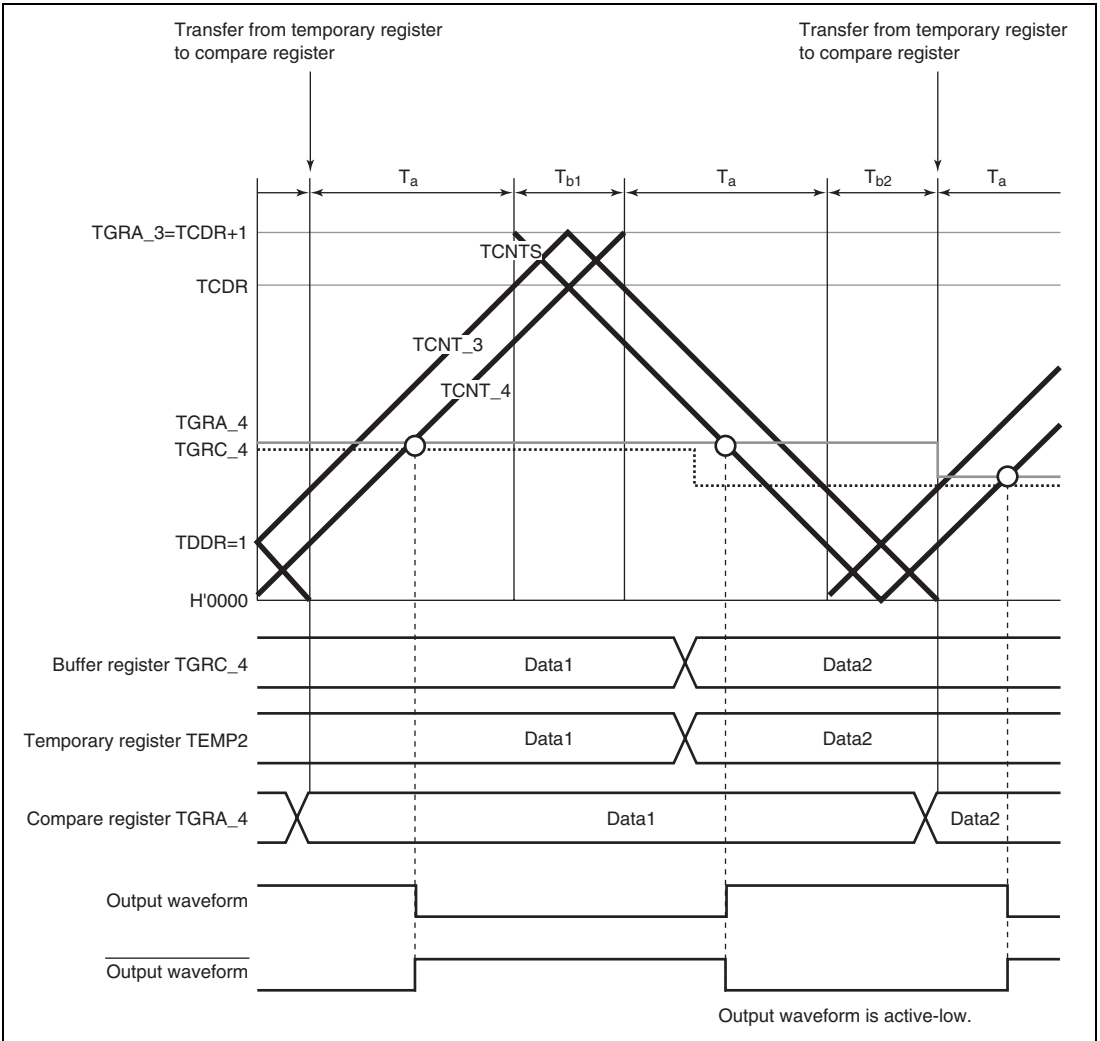 Transfer from temporary register
to compare register
Transfer from temporary register
to compare register
Ta
Tb1
Ta
Tb2
Ta
TGRA_3=TCDR+1
TCNTS
TCDR
TCNT_3
TCNT_4
TGRA_4
TGRC_4
TDDR=1
H'0000
Buffer register TGRC_4
Data1
Data2
Temporary register TEMP2
Data1
Data2
Compare register TGRA_4
Data1
Data2
Output waveform
Output waveform
Output waveform is active-low.